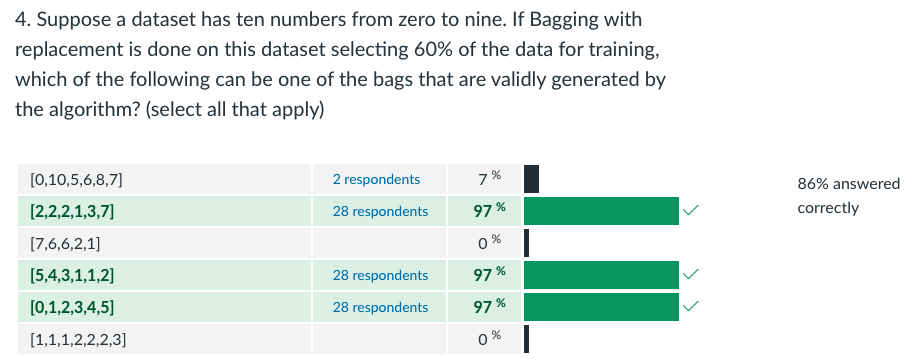 4. Suppose a dataset has ten numbers from zero to nine. If Bagging with
replacement is done on this dataset selecting 60% of the data for training,
which of the following can be one of the bags that are validly generated by
the algorithm? (select all that apply)
[0,10,5,6,8,7] 2 respondents 7 %
86% answered
correctly
[2,2,2,1,3,7] 28 respondents 97 %
[7,6,6,2,1] 0 %
[5,4,3,1,1,2] 28 respondents 97 %
[0,1,2,3,4,5] 28 respondents 97 %
[1,1,1,2,2,2,3] 0 %